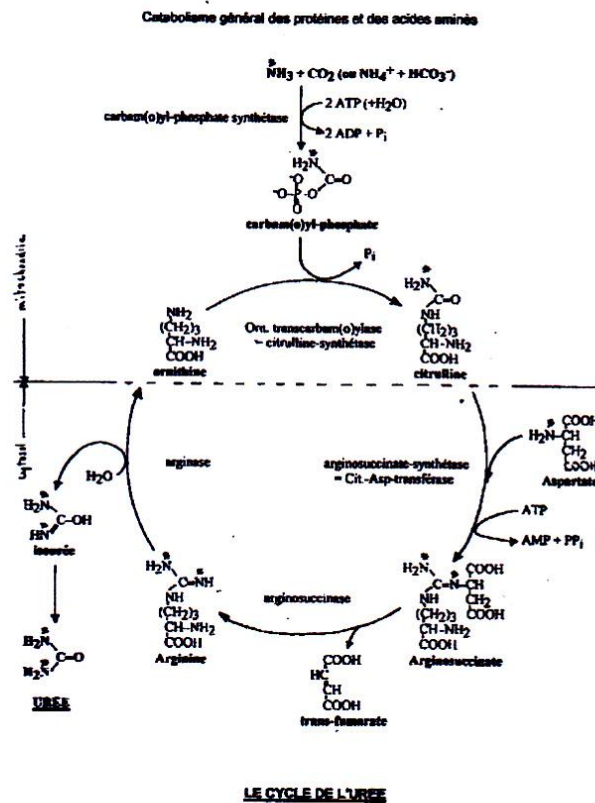 Catabolisme général des protéines et des acides aminés
NH₃ + CO₂ (ou NH₄⁺ + HCO₃⁻)
carbam(o)yl-phosphate synthétase
2 ATP (+H₂O)
2 ADP + Pᵢ
H₂N
⁻O O C=O
⁻O-P
O
carbam(o)yl-phosphate
Pᵢ
mitochondrie
NH₂
(CH₂)₃
CH-NH₂
COOH
ornithine
Orn. transcarbam(o)ylase
= citrulline-synthétase
H₂N
C=O
NH
(CH₂)₃
CH-NH₂
COOH
citrulline
cytosol
arginase
H₂O
H₂N
C-OH
HN
isourée
H₂N
C=O
H₂N
URÉE
arginosuccinate-synthétase
= Cit.-Asp-transférase
COOH
H₂N-CH
CH₂
COOH
Aspartate
ATP
AMP + PPᵢ
H₂N
C=NH
NH
(CH₂)₃
CH-NH₂
COOH
Arginine
arginosuccinase
H₂N COOH
C=N-CH
NH CH₂
(CH₂)₃ COOH
CH-NH₂
COOH
Arginosuccinate
COOH
HC
CH
COOH
trans-fumarate
LE CYCLE DE L'UREE